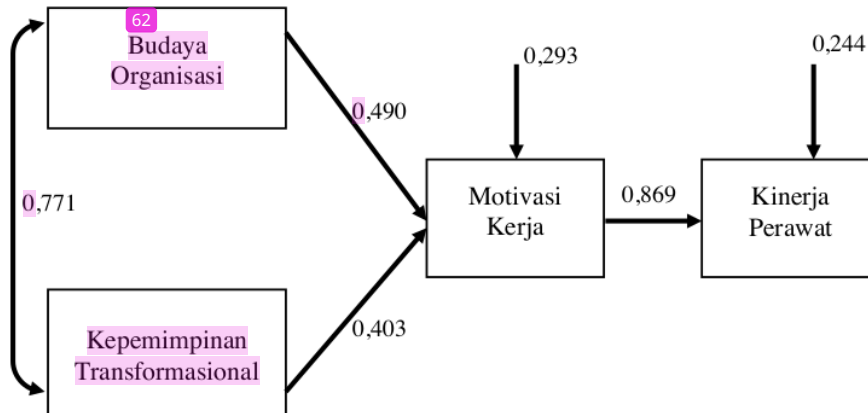 62
Budaya
Organisasi
0,293
0,244
0,490
0,771
Motivasi
Kerja
0,869
Kinerja
Perawat
0,403
Kepemimpinan
Transformasional